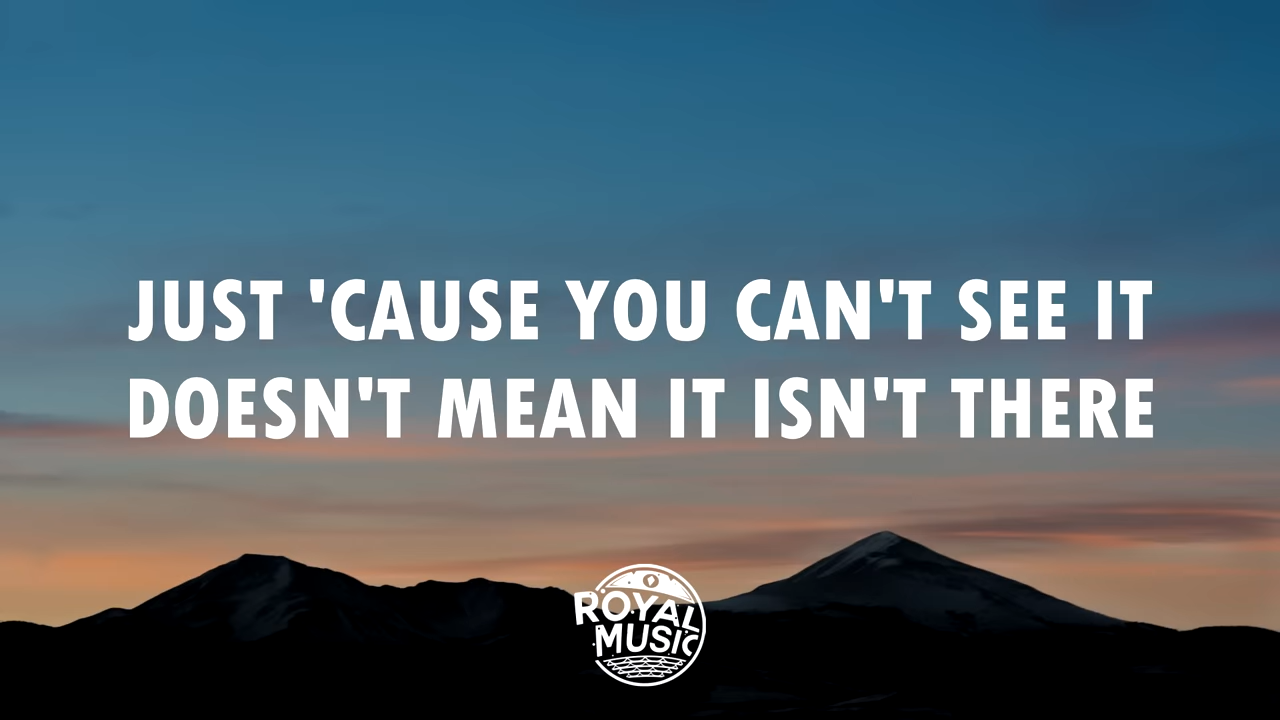 JUST 'CAUSE YOU CAN'T SEE IT
DOESN'T MEAN IT ISN'T THERE
ROYAL
MUSIC